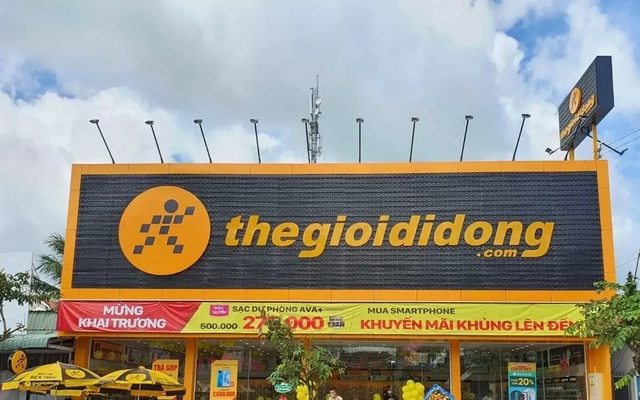 thegioididong
.com
MỪNG
KHAI TRƯƠNG
SẠC DỰ PHÒNG AVA+
500.000
MUA SMARTPHONE
KHUYẾN MÃI KHỦNG LÊN ĐẾN
TRẢ GÓP
20%